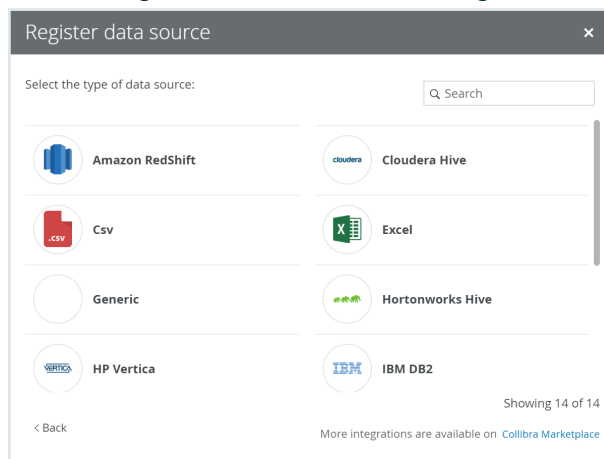 Register data source ×
Select the type of data source:
Search
Amazon RedShift
cloudera Cloudera Hive
.csv Csv
X Excel
Generic
Hortonworks Hive
VERTICA HP Vertica
IBM IBM DB2
Showing 14 of 14
< Back
More integrations are available on Collibra Marketplace